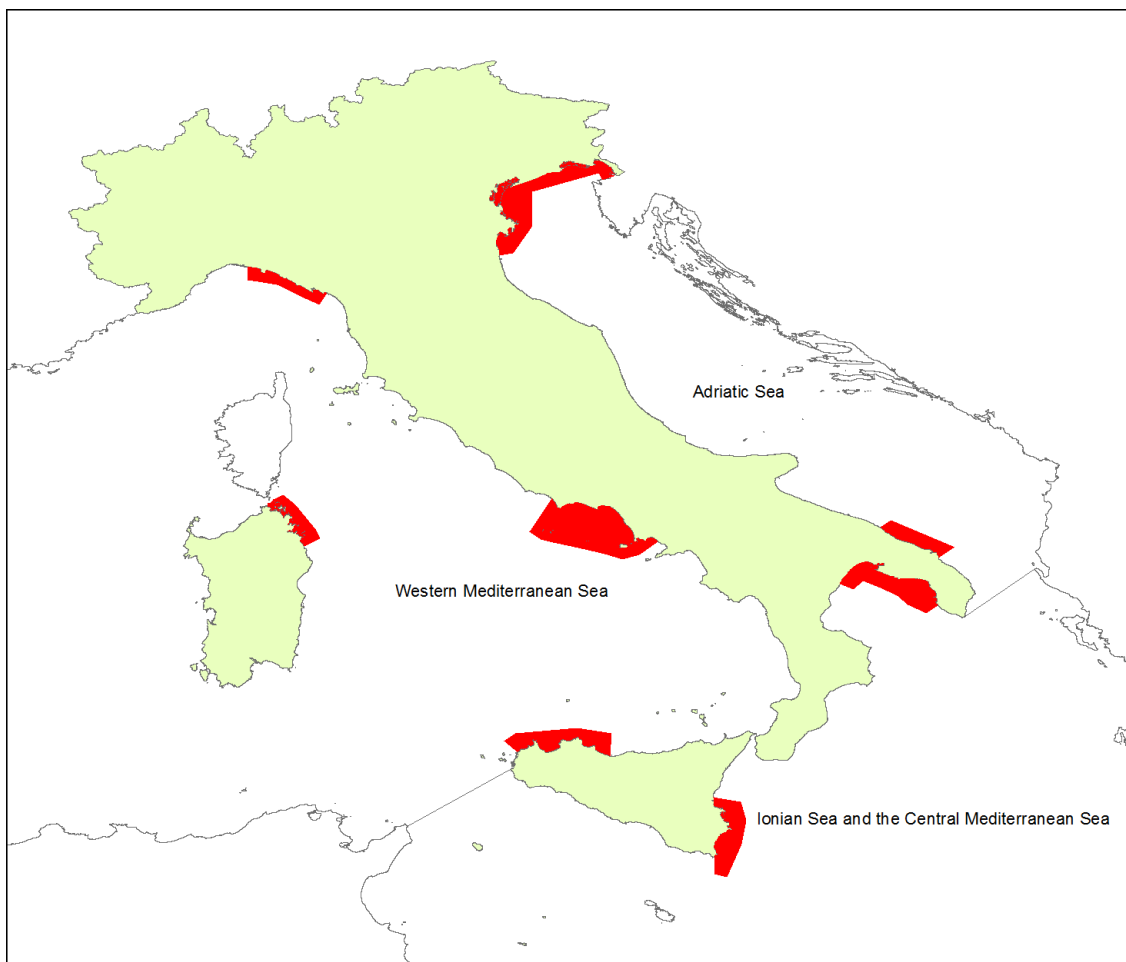 Adriatic Sea
Western Mediterranean Sea
Ionian Sea and the Central Mediterranean Sea